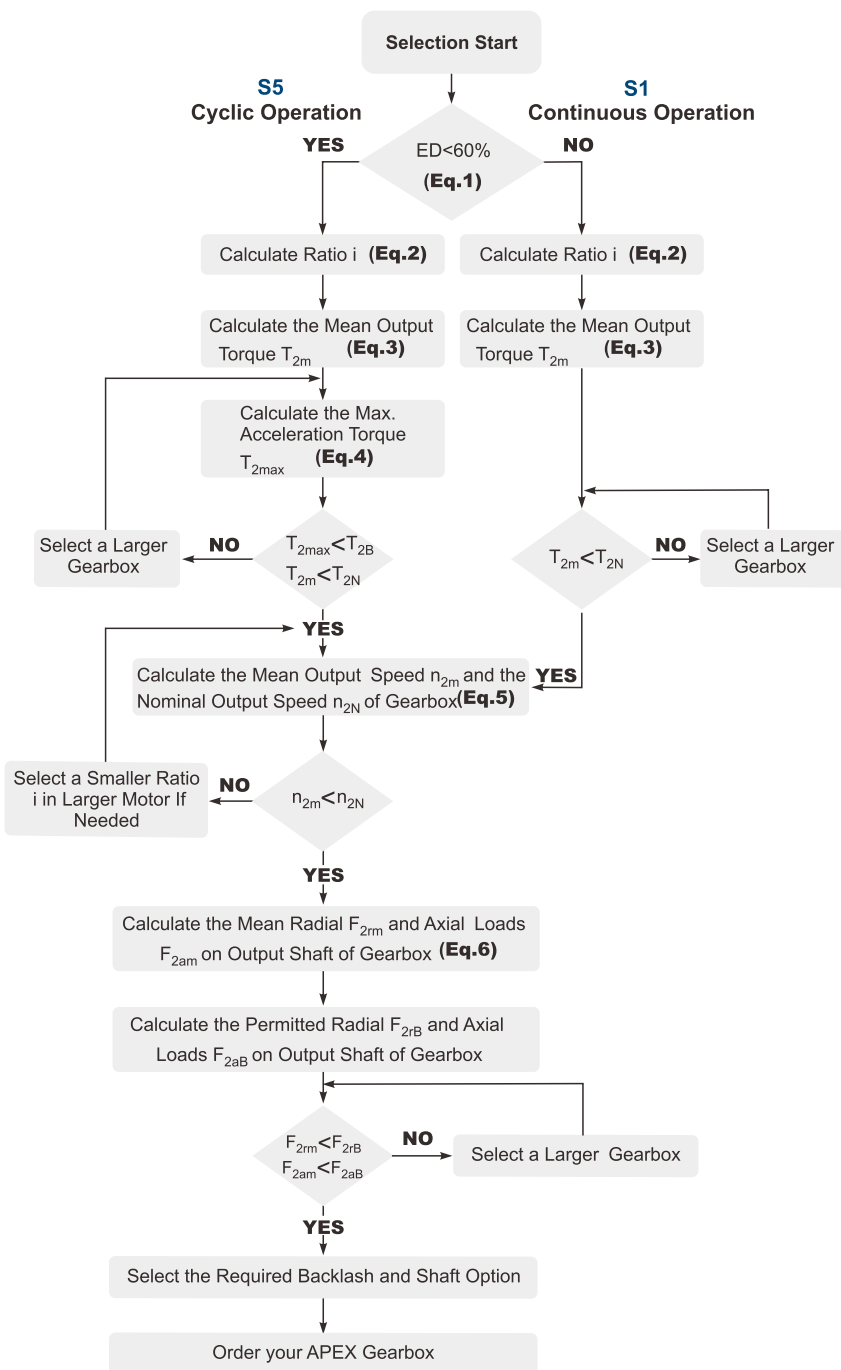 Selection Start
S5
Cyclic Operation
S1
Continuous Operation
YES
ED<60%
(Eq.1)
NO
Calculate Ratio i (Eq.2)
Calculate Ratio i (Eq.2)
Calculate the Mean Output
Torque T2m (Eq.3)
Calculate the Mean Output
Torque T2m (Eq.3)
Calculate the Max.
Acceleration Torque
T2max (Eq.4)
Select a Larger
Gearbox
NO
T2max<T2B
T2m<T2N
T2m<T2N
NO
Select a Larger
Gearbox
YES
Calculate the Mean Output Speed n2m and the
Nominal Output Speed n2N of Gearbox(Eq.5)
YES
Select a Smaller Ratio
i in Larger Motor If
Needed
NO
n2m<n2N
YES
Calculate the Mean Radial F2rm and Axial Loads
F2am on Output Shaft of Gearbox (Eq.6)
Calculate the Permitted Radial F2rB and Axial
Loads F2aB on Output Shaft of Gearbox
F2rm<F2rB
F2am<F2aB
NO
Select a Larger Gearbox
YES
Select the Required Backlash and Shaft Option
Order your APEX Gearbox